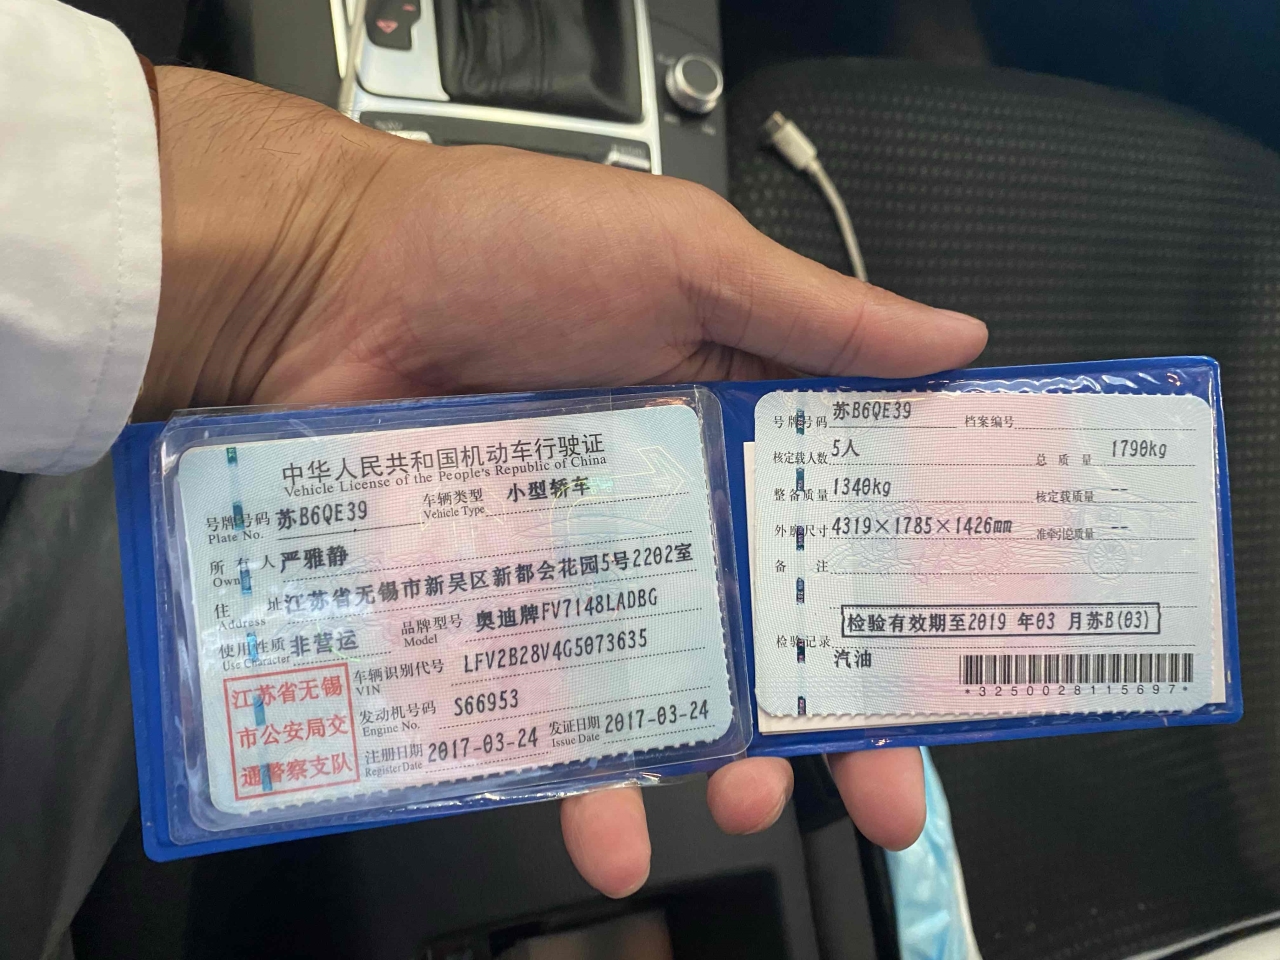 中华人民共和国机动车行驶证
Vehicle License of the People's Republic of China
号牌号码 苏B6QE39 车辆类型 小型轿车
Plate No. Vehicle Type
所有人 严雅静
Owner
住址 江苏省无锡市新吴区新都会花园5号2202室
Address
使用性质 非营运 品牌型号 奥迪牌FV7148LADBG
Use Character Model
江苏省无锡
市公安局交
通警察支队
车辆识别代号 LFV2B28V4G5073635
VIN
发动机号码 S66953
Engine No.
注册日期 2017-03-24 发证日期 2017-03-24
Register Date Issue Date
号牌号码 苏B6QE39 档案编号
核定载人数 5人 总质量 1790kg
整备质量 1340kg 核定载质量 --
外廓尺寸 4319×1785×1426mm 准牵引总质量 --
备注
检验有效期至2019 年03 月苏B(03)
检验记录
汽油
*3250028115697*